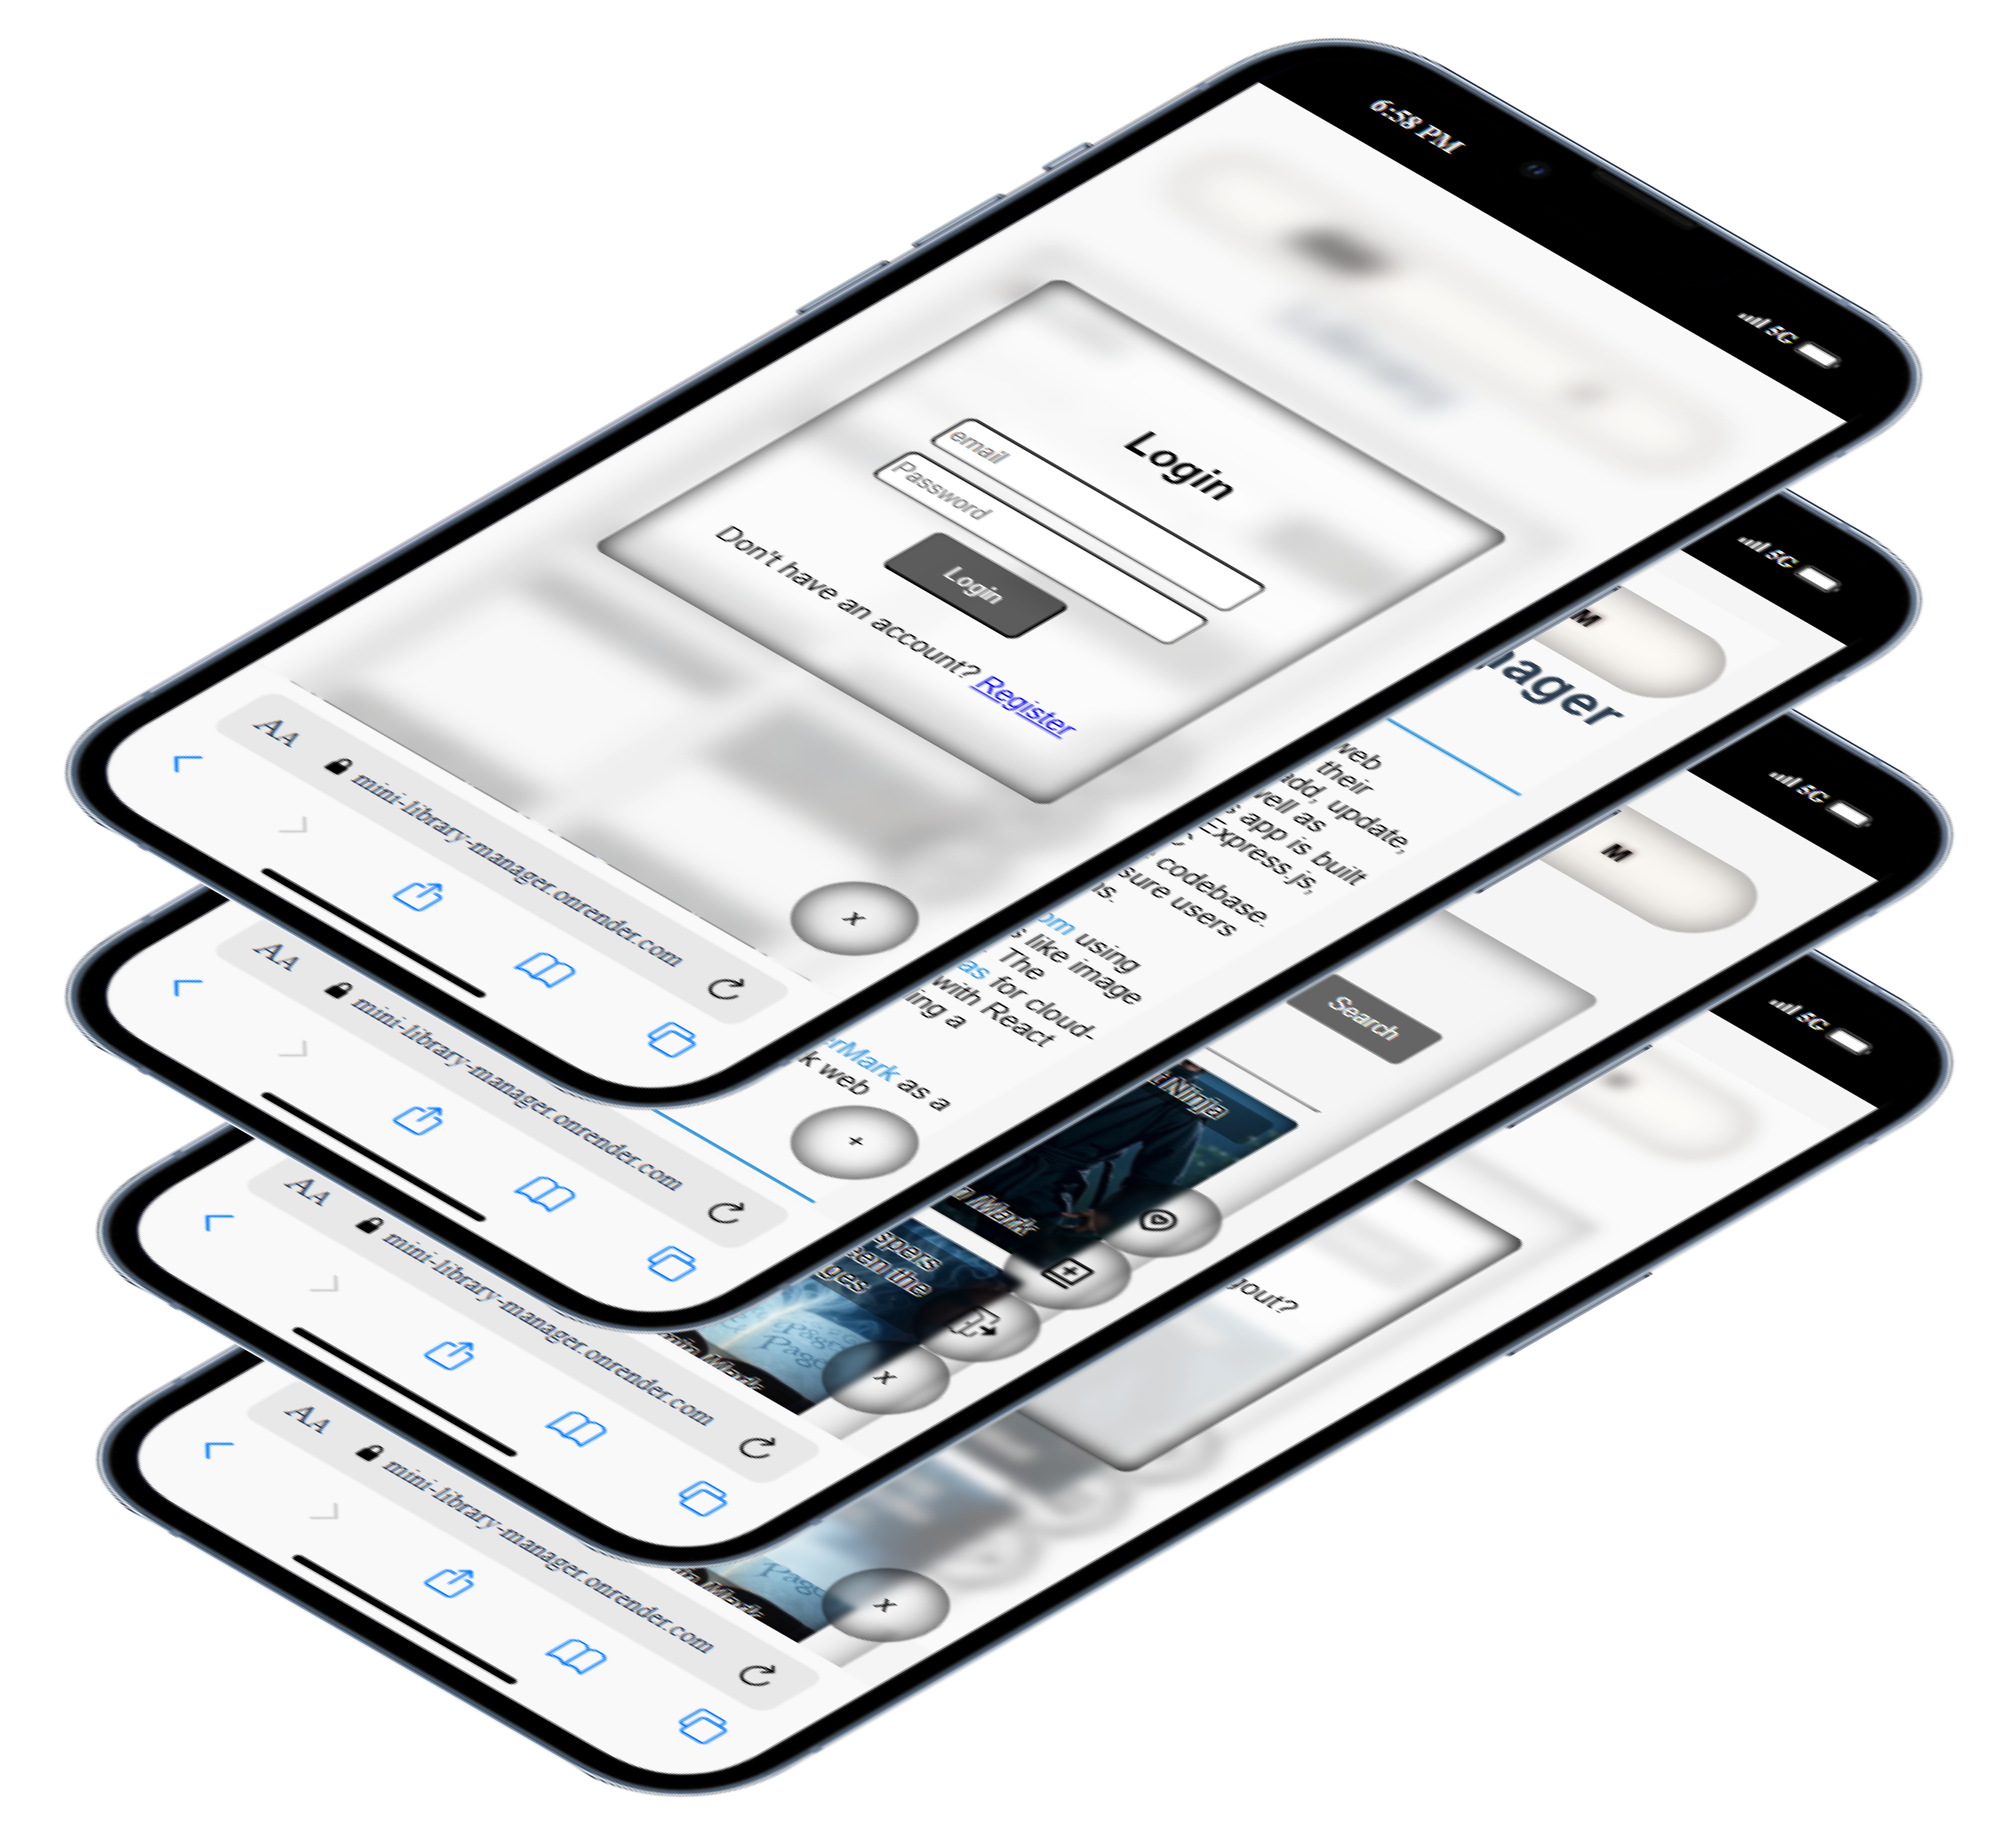 6:58 PM
5G
Login
email
Password
Login
Don't have an account? Register
x
AA
mini-library-manager.onrender.com
5G
M
nager
web
their
add, update,
well as
app is built
Express.js,
codebase.
sure users
ns.
om using
s like image
The
as for cloud-
with React
ing a
erMark as a
k web
+
AA
mini-library-manager.onrender.com
5G
M
Search
t Ninja
n Mark
spers
een the
ges
Page
min Mark
x
AA
mini-library-manager.onrender.com
5G
gout?
Page
min Mark
x
AA
mini-library-manager.onrender.com